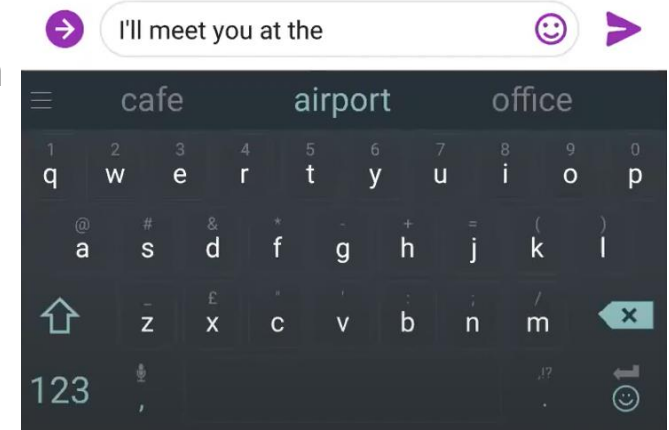 I'll meet you at the
cafe airport office
1 2 3 4 5 6 7 8 9 0
q w e r t y u i o p
@ # & * - + = ( )
a s d f g h j k l
_ £ " ' : ; /
z x c v b n m
123 , ,!? .